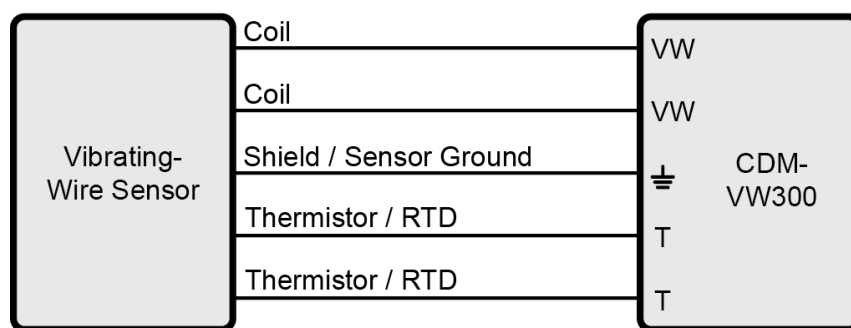 Coil
VW
Coil
VW
Vibrating-
Wire Sensor
Shield / Sensor Ground
CDM-
VW300
Thermistor / RTD
T
Thermistor / RTD
T